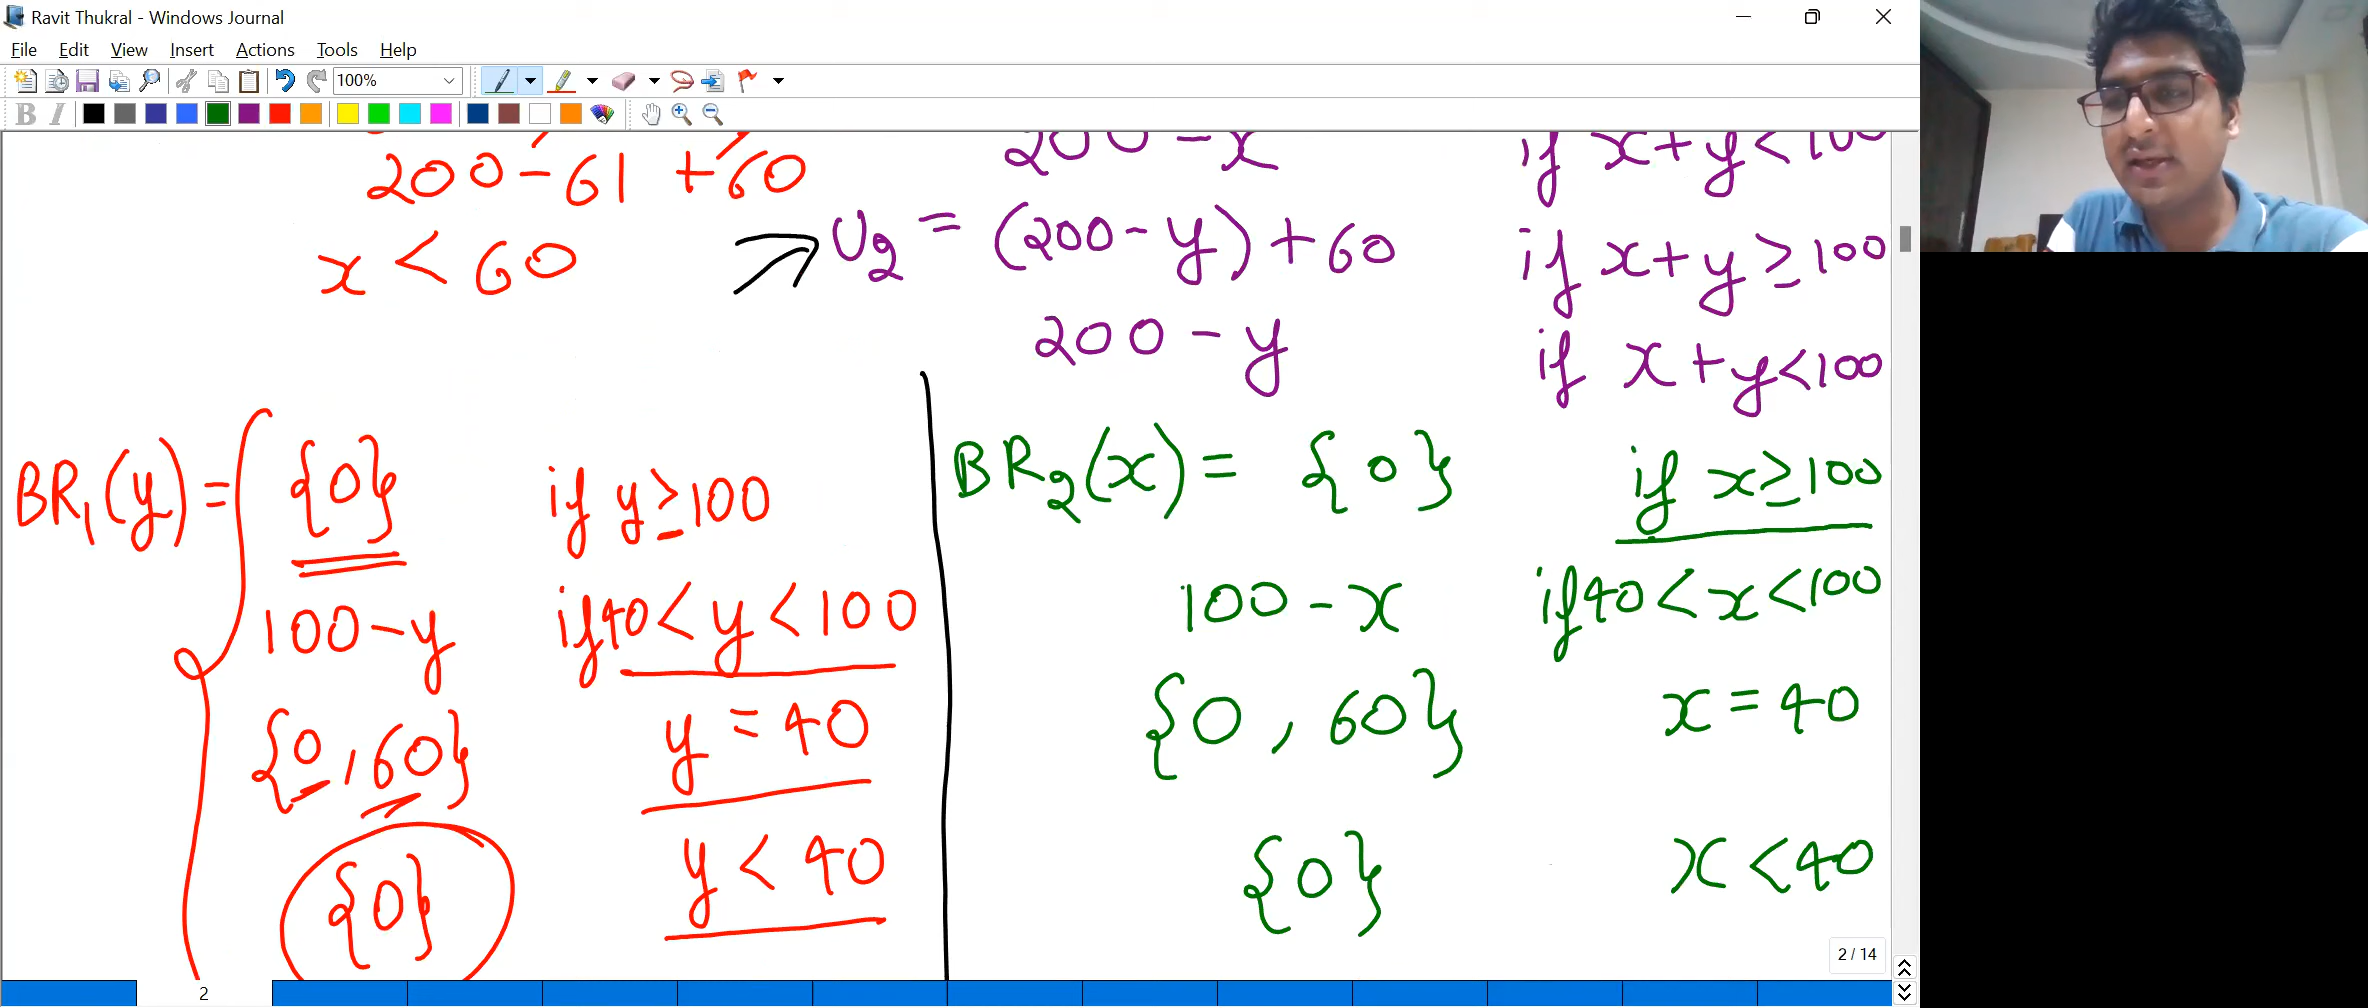 Ravit Thukral - Windows Journal
File Edit View Insert Actions Tools Help
100%
B I
200 - 61 + 60
x < 60
200 - x if x + y < 100
U₂ = (200 - y) + 60 if x + y ≥ 100
200 - y if x + y < 100
BR₁(y) = {0} if y ≥ 100
100 - y if 40 < y < 100
{0, 60} y = 40
{0} y < 40
BR₂(x) = {0} if x ≥ 100
100 - x if 40 < x < 100
{0, 60} x = 40
{0} x < 40
2 / 14
2